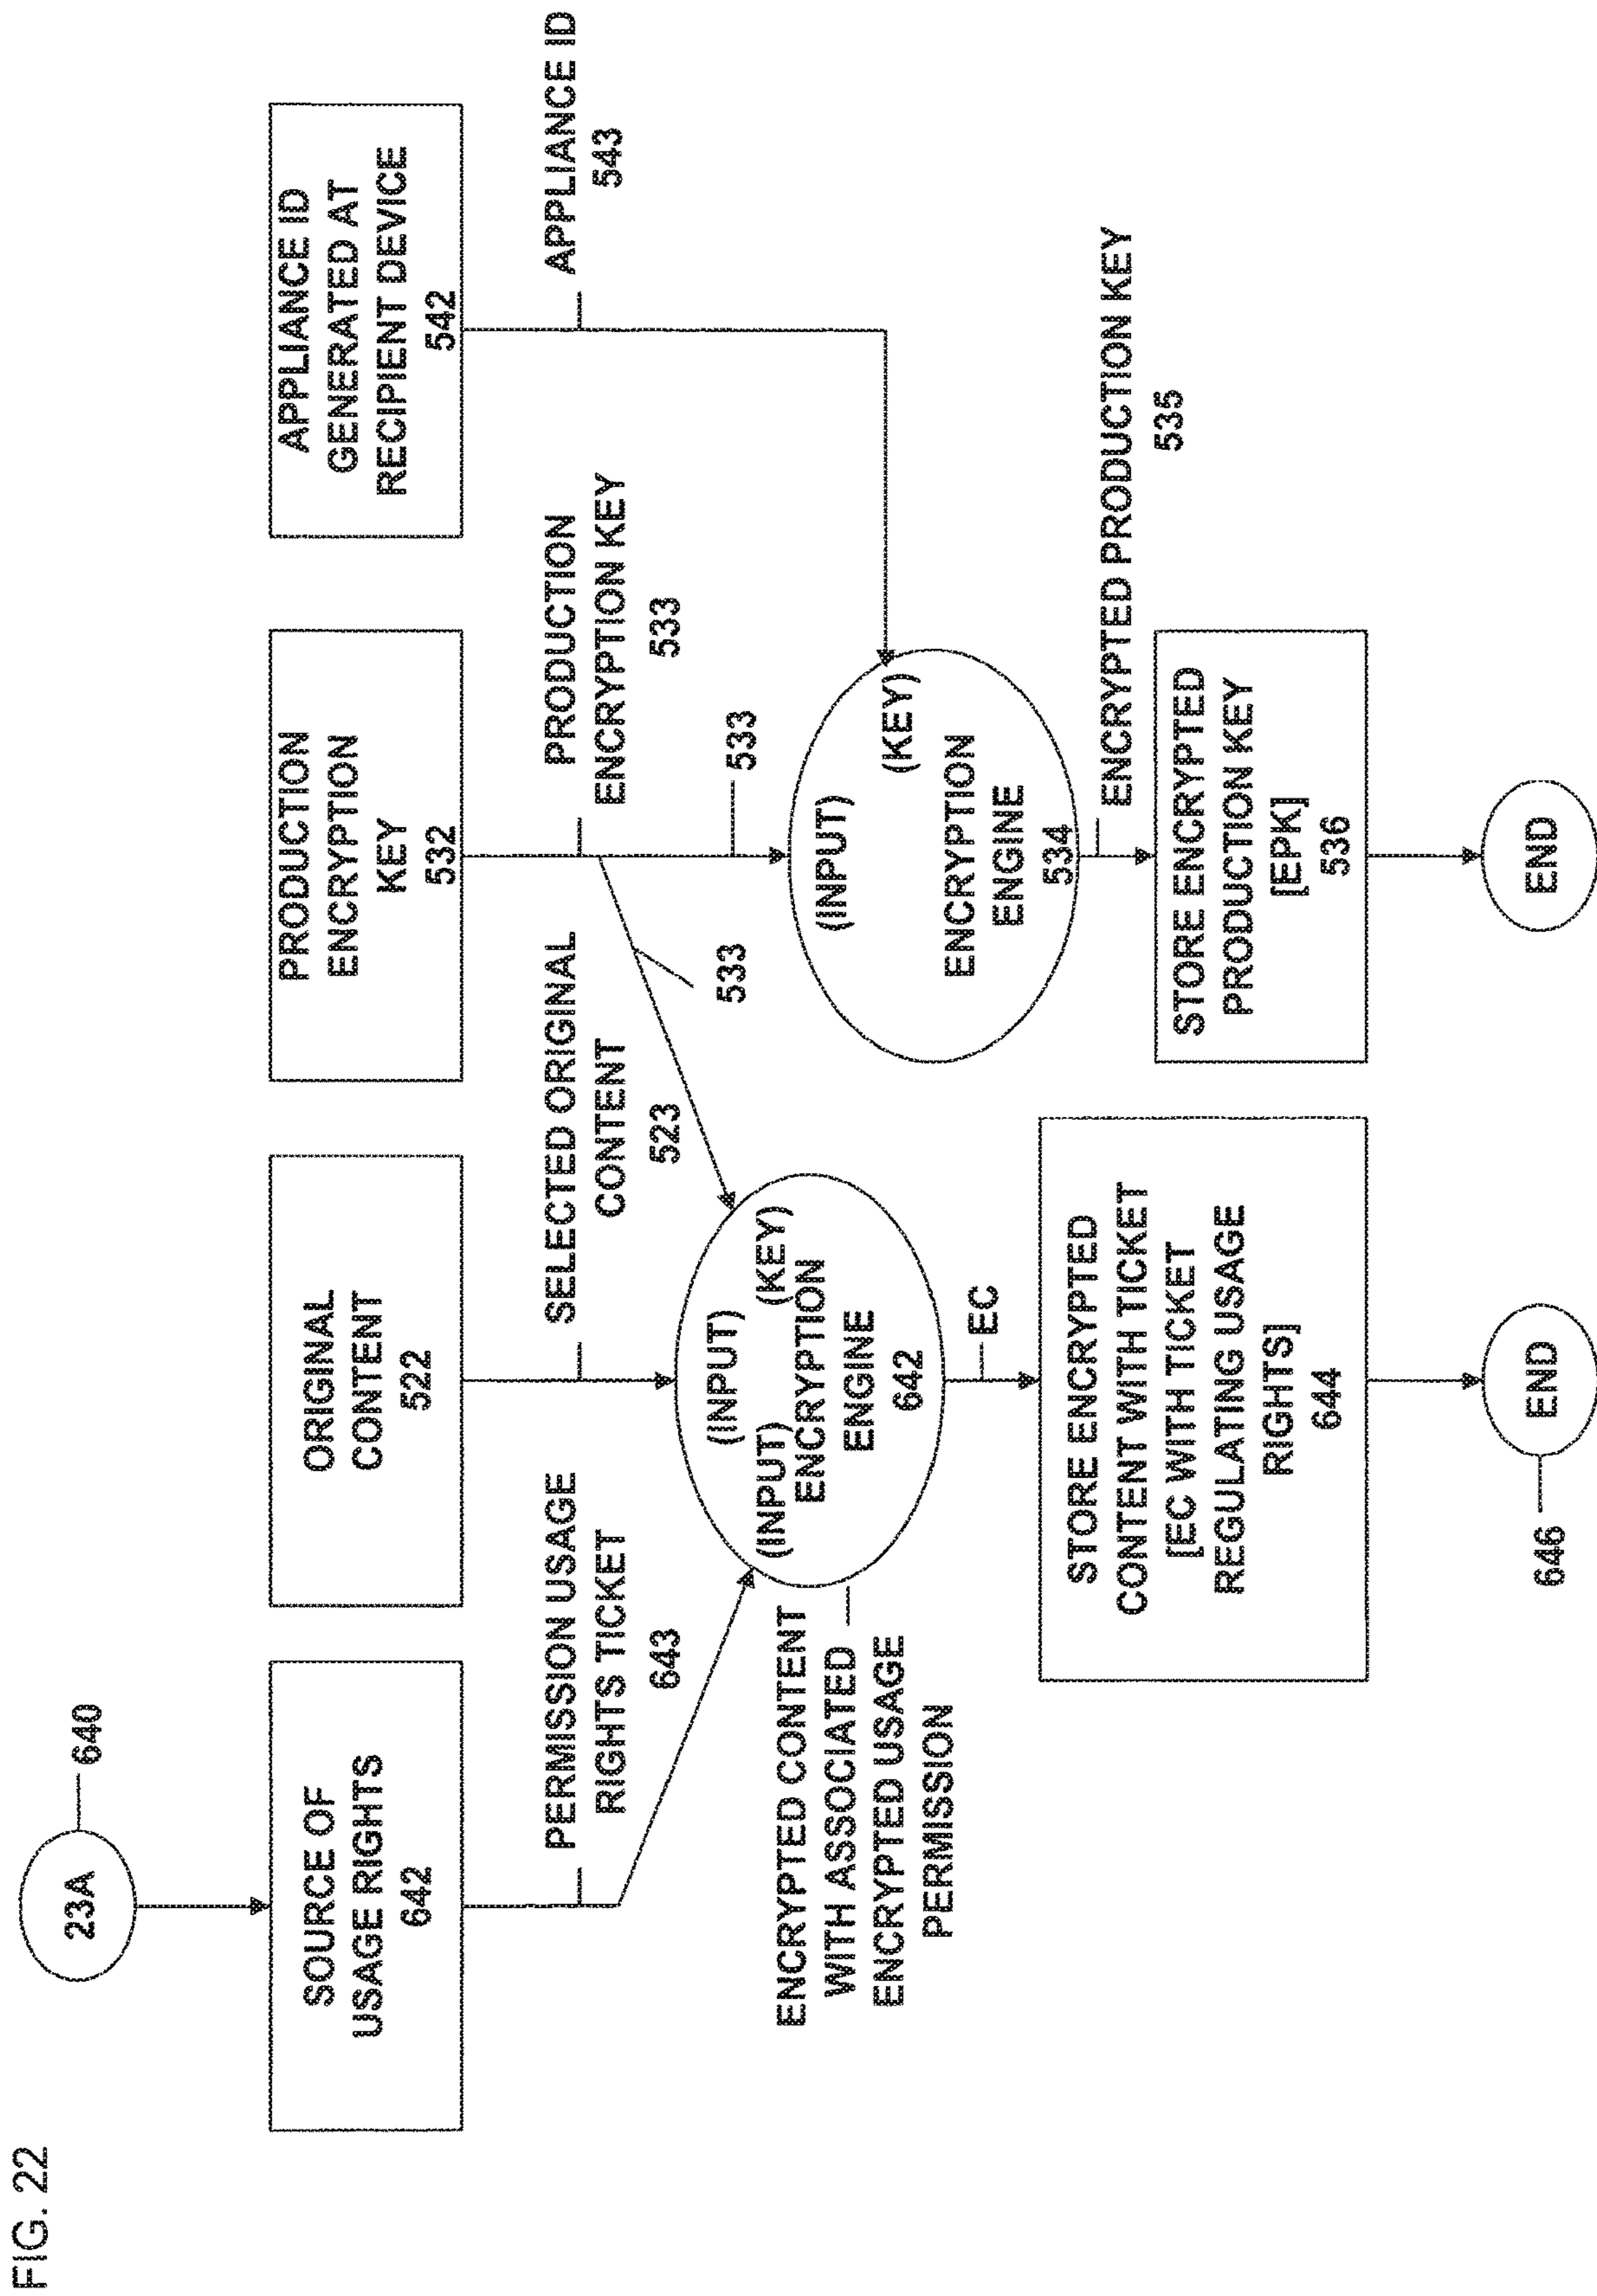 FIG. 22
23A
640
SOURCE OF
USAGE RIGHTS
642
ORIGINAL
CONTENT
522
PRODUCTION
ENCRYPTION
KEY
532
APPLIANCE ID
GENERATED AT
RECIPIENT DEVICE
542
PERMISSION USAGE
RIGHTS TICKET
643
SELECTED ORIGINAL
CONTENT
523
PRODUCTION
ENCRYPTION KEY
533
APPLIANCE ID
543
533
533
(INPUT)
(INPUT)
(KEY)
ENCRYPTION
ENGINE
642
(INPUT)
(KEY)
ENCRYPTION
ENGINE
534
ENCRYPTED CONTENT
WITH ASSOCIATED
ENCRYPTED USAGE
PERMISSION
EC
ENCRYPTED PRODUCTION KEY
535
STORE ENCRYPTED
CONTENT WITH TICKET
[EC WITH TICKET
REGULATING USAGE
RIGHTS]
644
STORE ENCRYPTED
PRODUCTION KEY
[EPK]
536
646
END
END